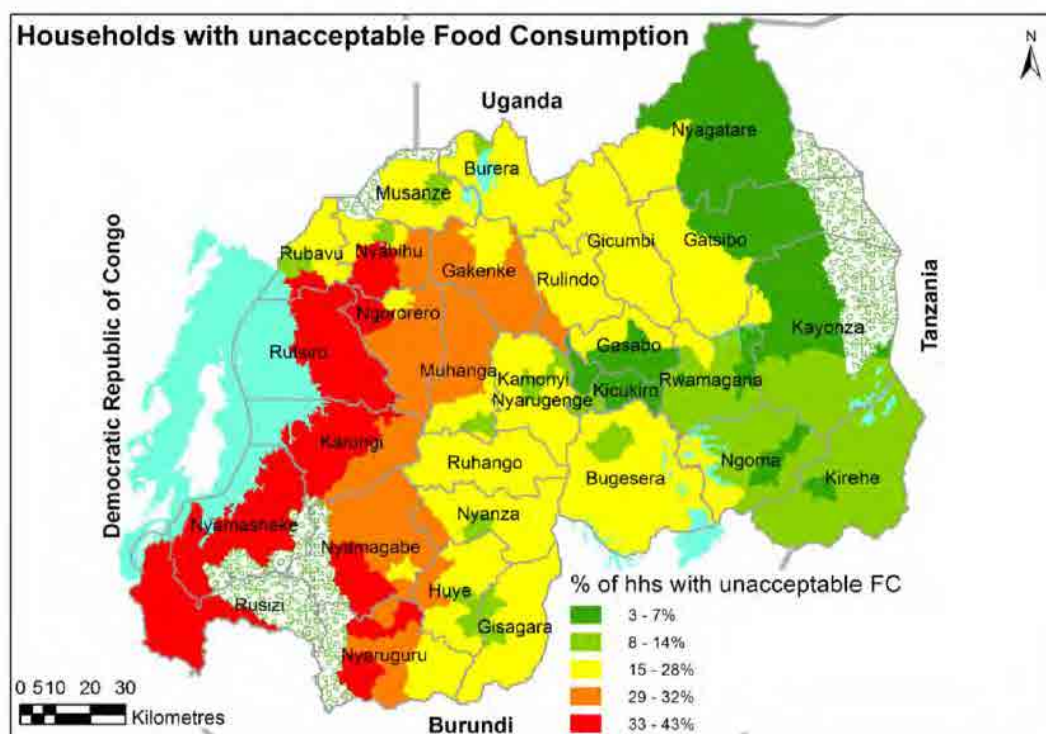 Households with unacceptable Food Consumption
N
Uganda
Nyagatare
Burera
Musanze
Democratic Republic of Congo
Rubavu
Nyabihu
Gakenke
Gicumbi
Gatsibo
Rulindo
Tanzania
Ngororero
Kayonza
Rutsiro
Gasabo
Muhanga
Kamonyi
Kicukiro
Rwamagana
Nyarugenge
Karongi
Ruhango
Bugesera
Ngoma
Kirehe
Nyamasheke
Nyanza
Nyamagabe
Huye
Rusizi
Gisagara
Nyaruguru
% of hhs with unacceptable FC
3 - 7%
8 - 14%
15 - 28%
29 - 32%
33 - 43%
0 510 20 30
Kilometres
Burundi